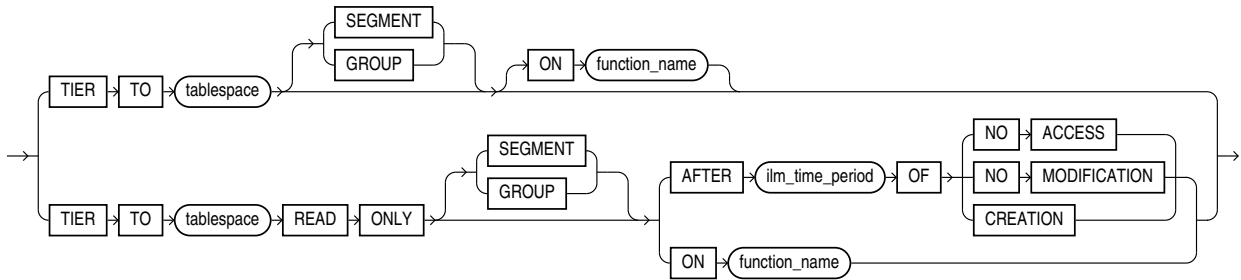 SEGMENT
GROUP
ON function_name
TIER TO tablespace
NO ACCESS
SEGMENT
GROUP
AFTER ilm_time_period OF NO MODIFICATION
CREATION
TIER TO tablespace READ ONLY
ON function_name